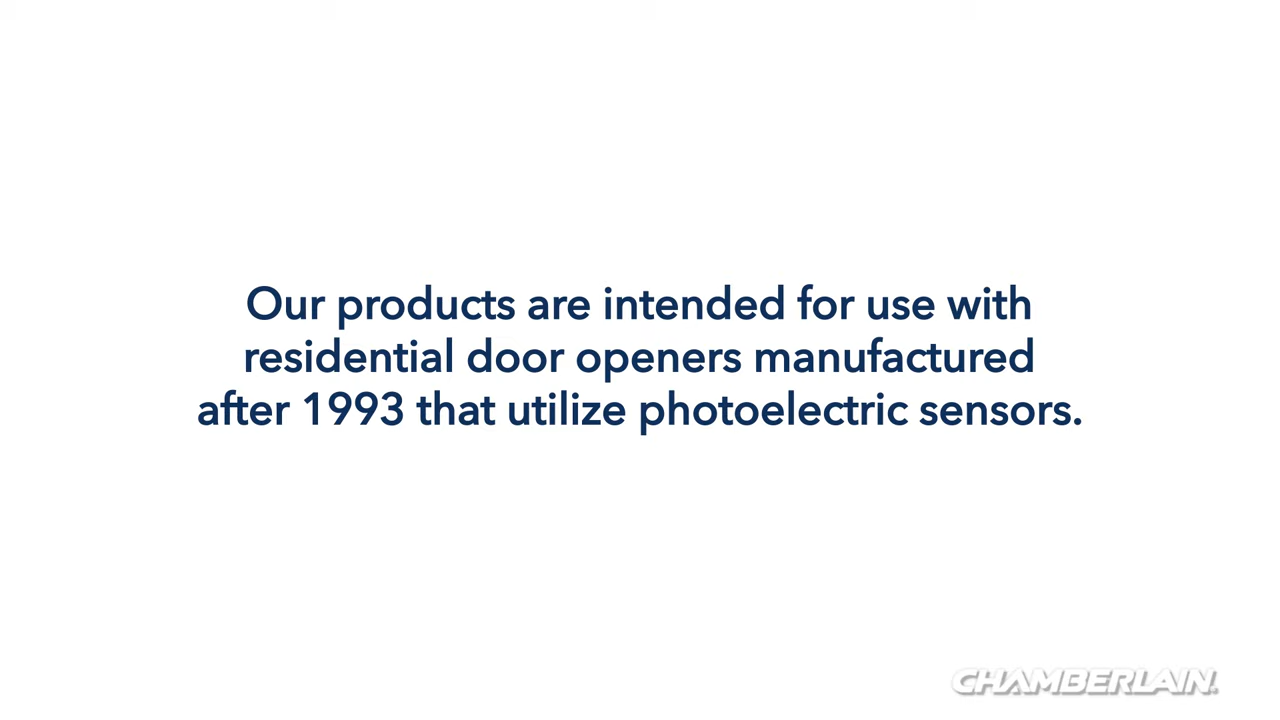 Our products are intended for use with
residential door openers manufactured
after 1993 that utilize photoelectric sensors.
CHAMBERLAIN®